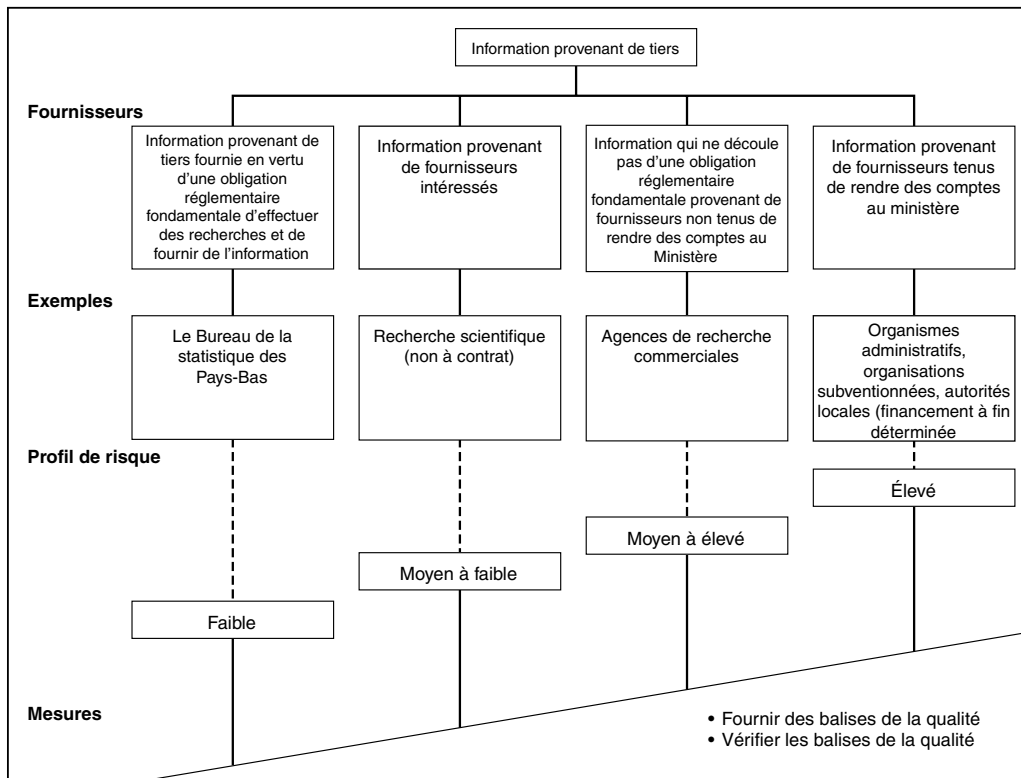 Information provenant de tiers
Fournisseurs
Information provenant de
tiers fournie en vertu
d'une obligation
réglementaire
fondamentale d'effectuer
des recherches et de
fournir de l'information
Information provenant
de fournisseurs
intéressés
Information qui ne découle
pas d'une obligation
réglementaire
fondamentale provenant de
fournisseurs non tenus de
rendre des comptes au
Ministère
Information provenant
de fournisseurs tenus
de rendre des comptes
au ministère
Exemples
Le Bureau de la
statistique des
Pays-Bas
Recherche scientifique
(non à contrat)
Agences de recherche
commerciales
Organismes
administratifs,
organisations
subventionnées, autorités
locales (financement à fin
déterminée
Profil de risque
Faible
Moyen à faible
Moyen à élevé
Élevé
Mesures
• Fournir des balises de la qualité
• Vérifier les balises de la qualité